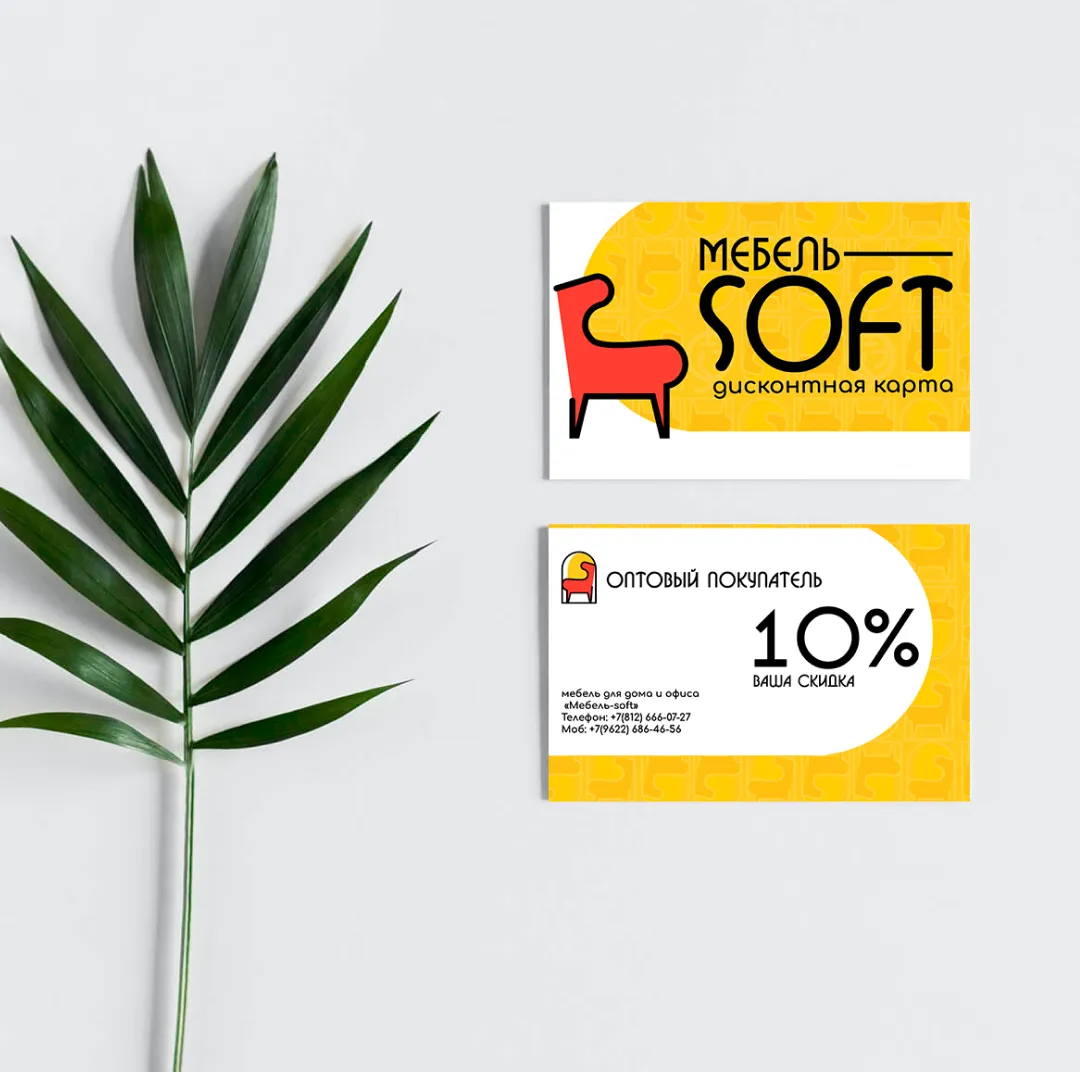 МЕБЕЛЬ
SOFT
дисконтная карта
ОПТОВЫЙ ПОКУПАТЕЛЬ
10%
ВАША СКИДКА
мебель для дома и офиса
«Мебель-soft»
Телефон: +7(812) 666-07-27
Моб: +7(9622) 686-46-56